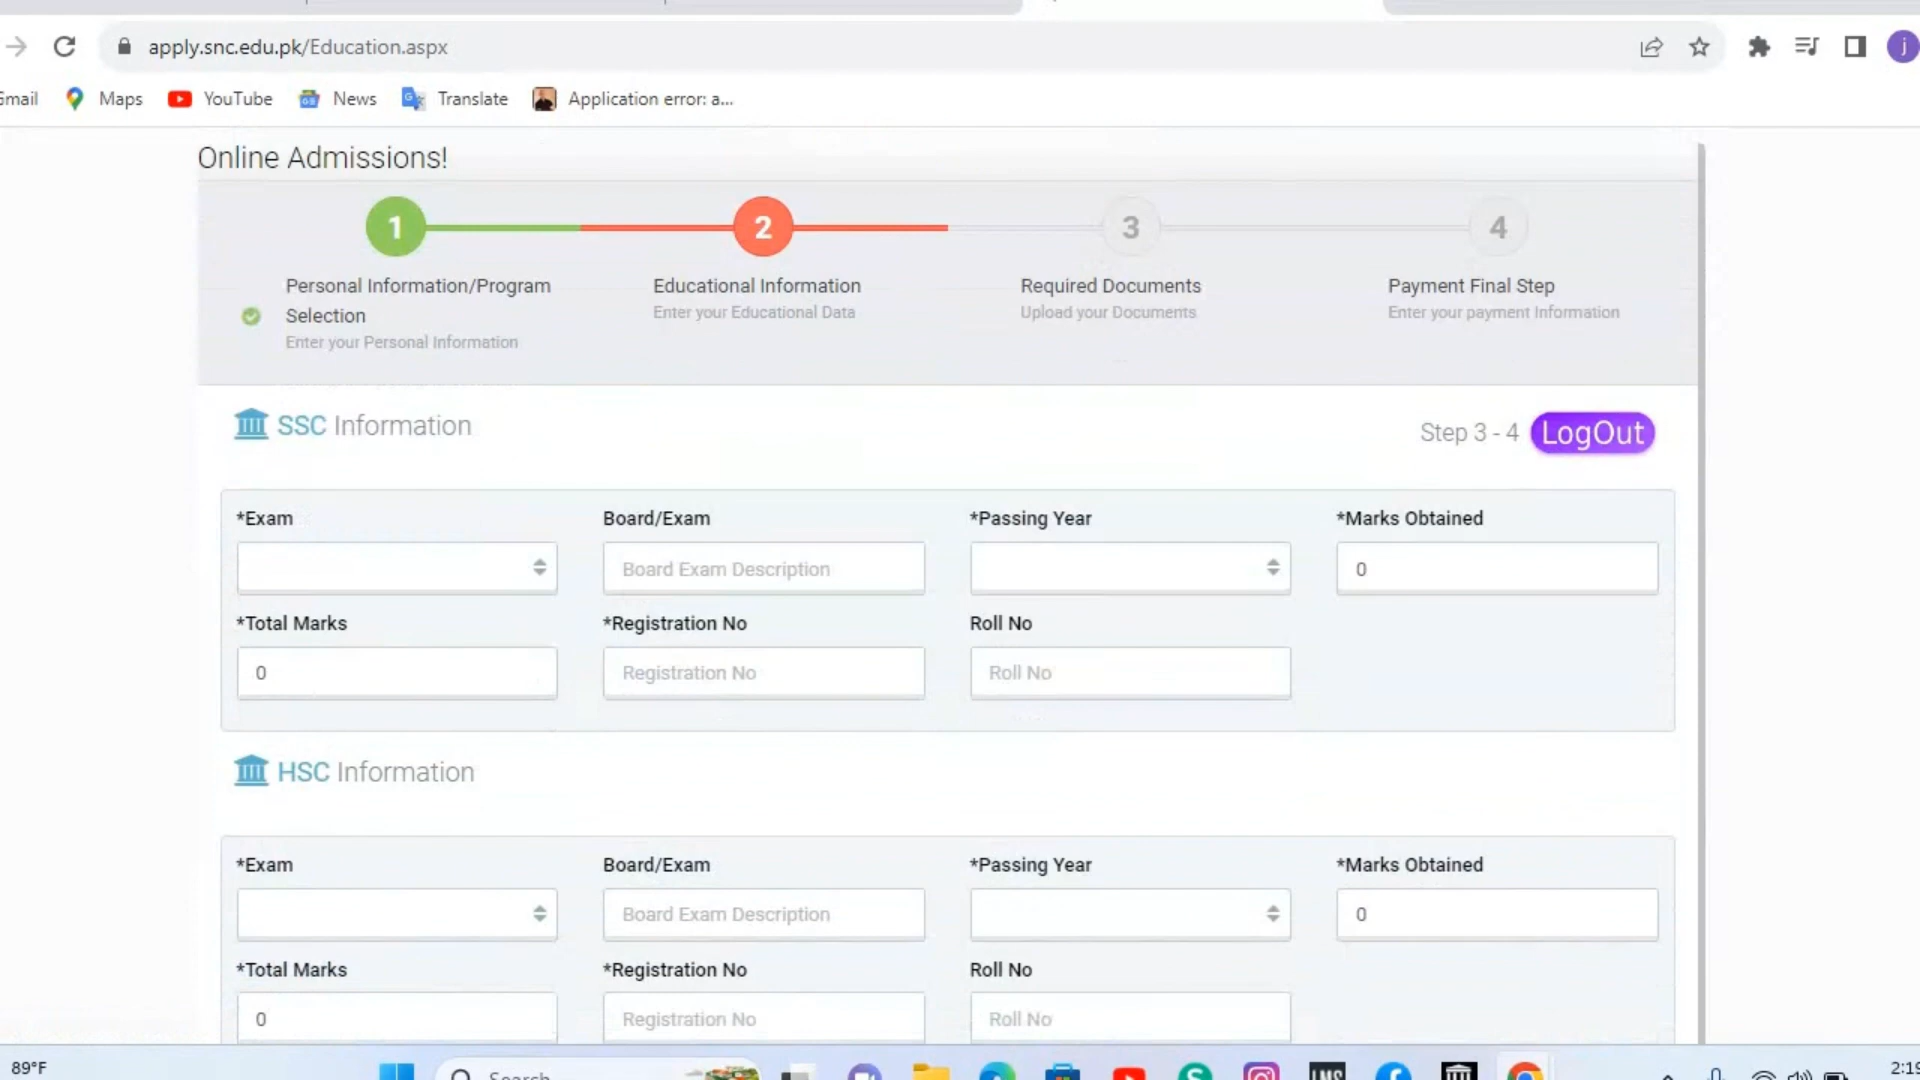 apply.snc.edu.pk/Education.aspx
j
Maps
YouTube
News
Translate
Application error: a...
Online Admissions!
1
2
3
4
Personal Information/Program
Selection
Enter your Personal Information
Educational Information
Enter your Educational Data
Required Documents
Upload your Documents
Payment Final Step
Enter your payment Information
SSC Information
Step 3 - 4
LogOut
*Exam
Board/Exam
*Passing Year
*Marks Obtained
Board Exam Description
0
*Total Marks
*Registration No
Roll No
0
Registration No
Roll No
HSC Information
*Exam
Board/Exam
*Passing Year
*Marks Obtained
Board Exam Description
0
*Total Marks
*Registration No
Roll No
0
Registration No
Roll No
89°F
Search
LMS